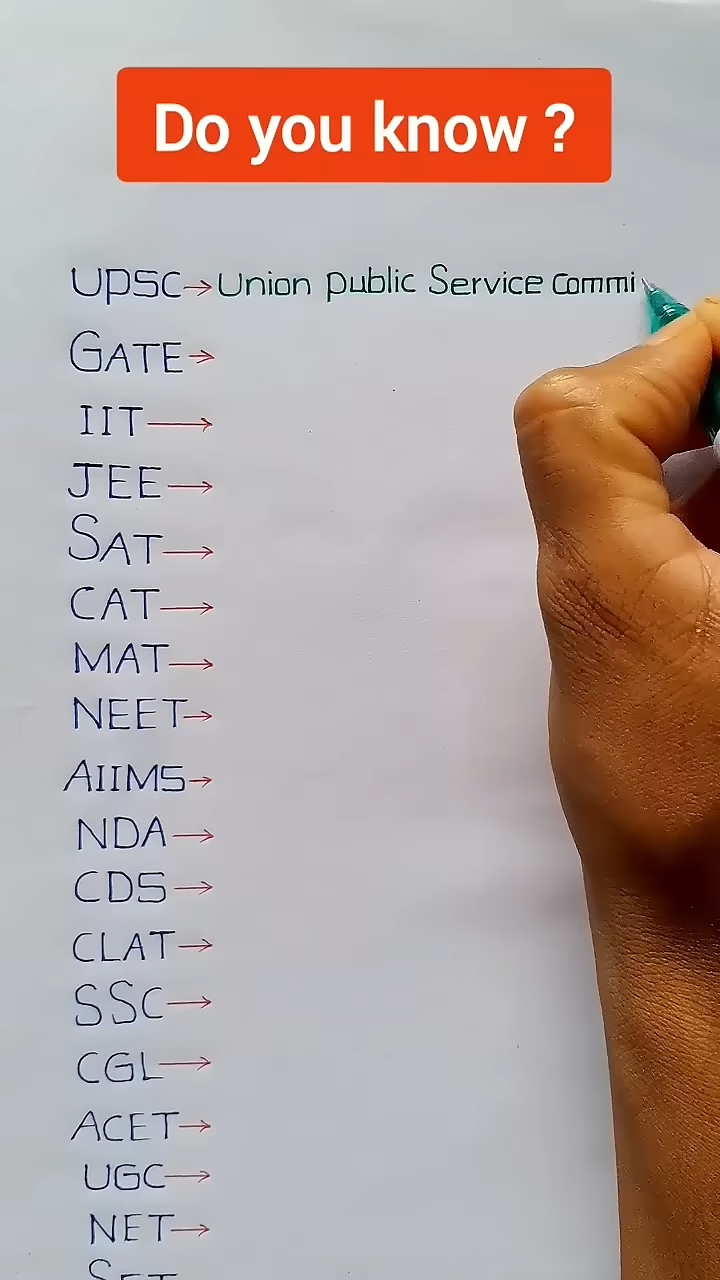 Do you know ?
UPSC→Union public Service Commi
GATE→
IIT→
JEE→
SAT→
CAT→
MAT→
NEET→
AIIMS→
NDA→
CDS→
CLAT→
SSC→
CGL→
ACET→
UGC→
NET→
SET